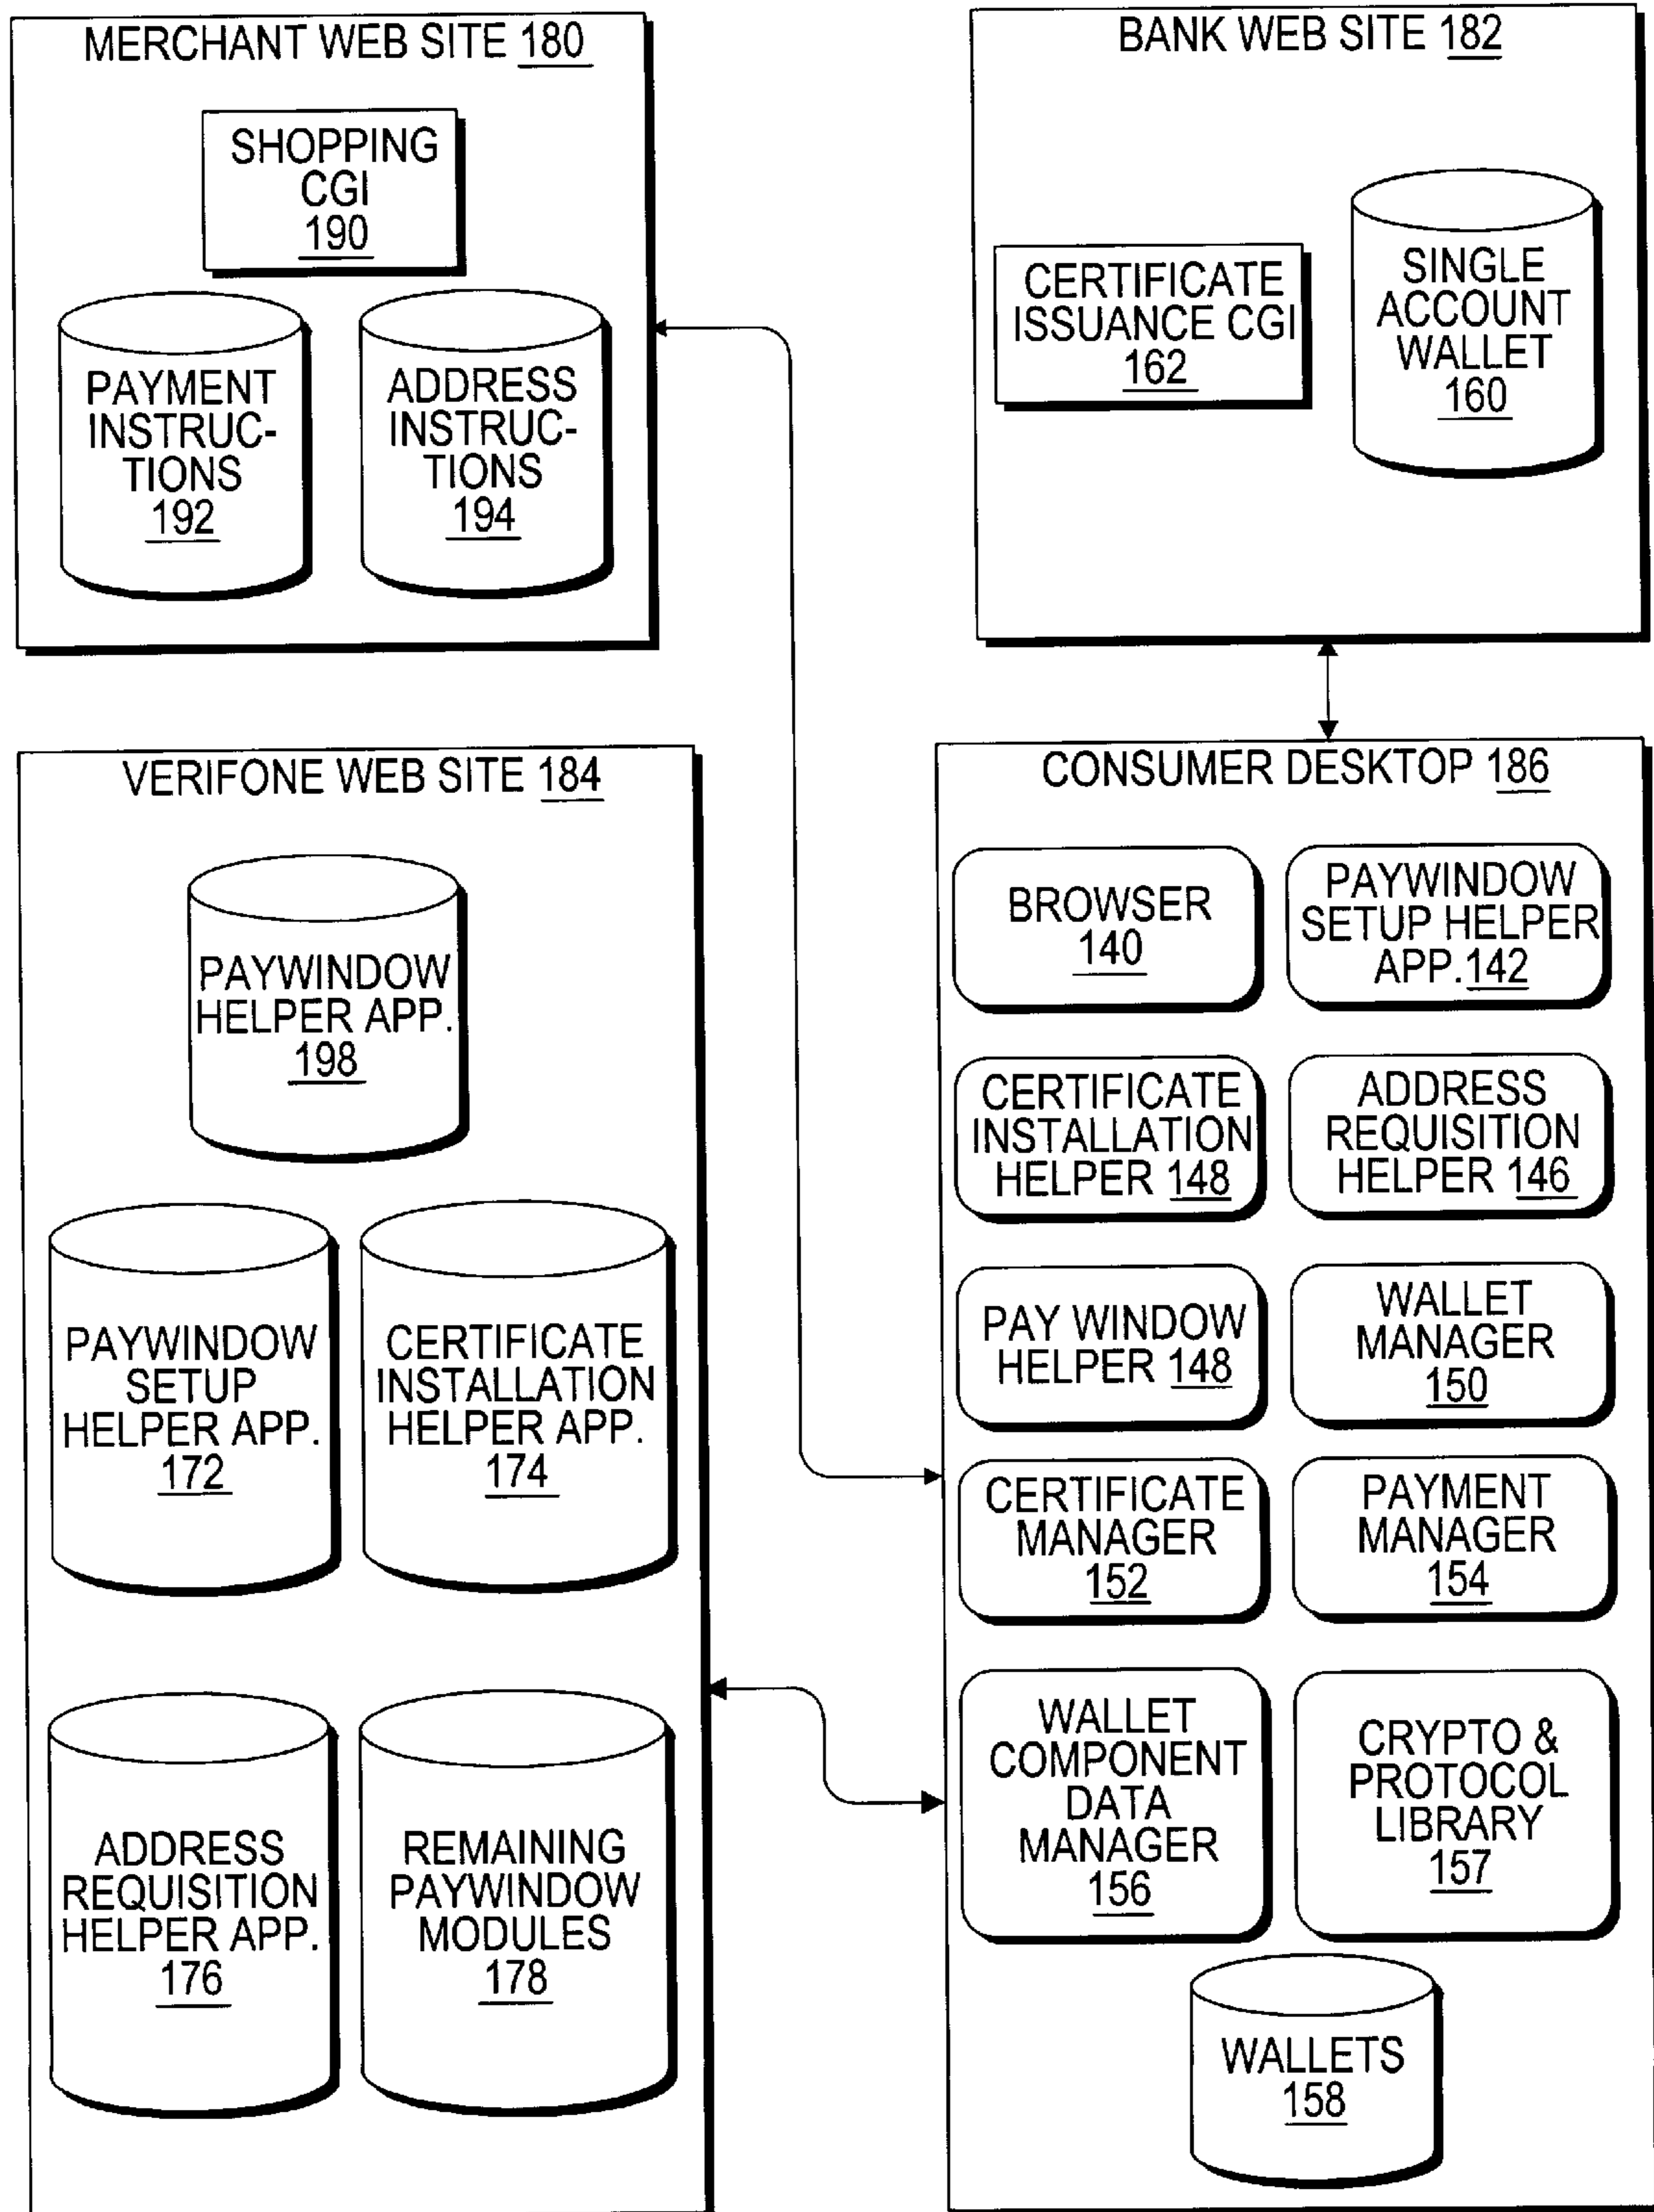 MERCHANT WEB SITE 180
SHOPPING
CGI
190
PAYMENT
INSTRUC-
TIONS
192
ADDRESS
INSTRUC-
TIONS
194
BANK WEB SITE 182
CERTIFICATE
ISSUANCE CGI
162
SINGLE
ACCOUNT
WALLET
160
VERIFONE WEB SITE 184
PAYWINDOW
HELPER APP.
198
PAYWINDOW
SETUP
HELPER APP.
172
CERTIFICATE
INSTALLATION
HELPER APP.
174
ADDRESS
REQUISITION
HELPER APP.
176
REMAINING
PAYWINDOW
MODULES
178
CONSUMER DESKTOP 186
BROWSER
140
PAYWINDOW
SETUP HELPER
APP.142
CERTIFICATE
INSTALLATION
HELPER 148
ADDRESS
REQUISITION
HELPER 146
PAY WINDOW
HELPER 148
WALLET
MANAGER
150
CERTIFICATE
MANAGER
152
PAYMENT
MANAGER
154
WALLET
COMPONENT
DATA
MANAGER
156
CRYPTO &
PROTOCOL
LIBRARY
157
WALLETS
158